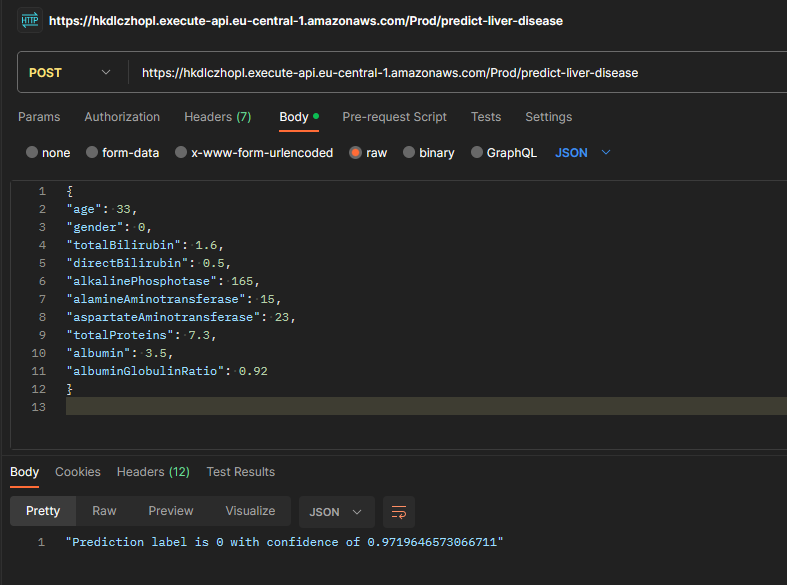 HTTP https://hkdlczhopl.execute-api.eu-central-1.amazonaws.com/Prod/predict-liver-disease
POST https://hkdlczhopl.execute-api.eu-central-1.amazonaws.com/Prod/predict-liver-disease
Params Authorization Headers (7) Body Pre-request Script Tests Settings
none form-data x-www-form-urlencoded raw binary GraphQL JSON
1 {
2 "age": 33,
3 "gender": 0,
4 "totalBilirubin": 1.6,
5 "directBilirubin": 0.5,
6 "alkalinePhosphotase": 165,
7 "alamineAminotransferase": 15,
8 "aspartateAminotransferase": 23,
9 "totalProteins": 7.3,
10 "albumin": 3.5,
11 "albuminGlobulinRatio": 0.92
12 }
13
Body Cookies Headers (12) Test Results
Pretty Raw Preview Visualize JSON
1 "Prediction label is 0 with confidence of 0.9719646573066711"